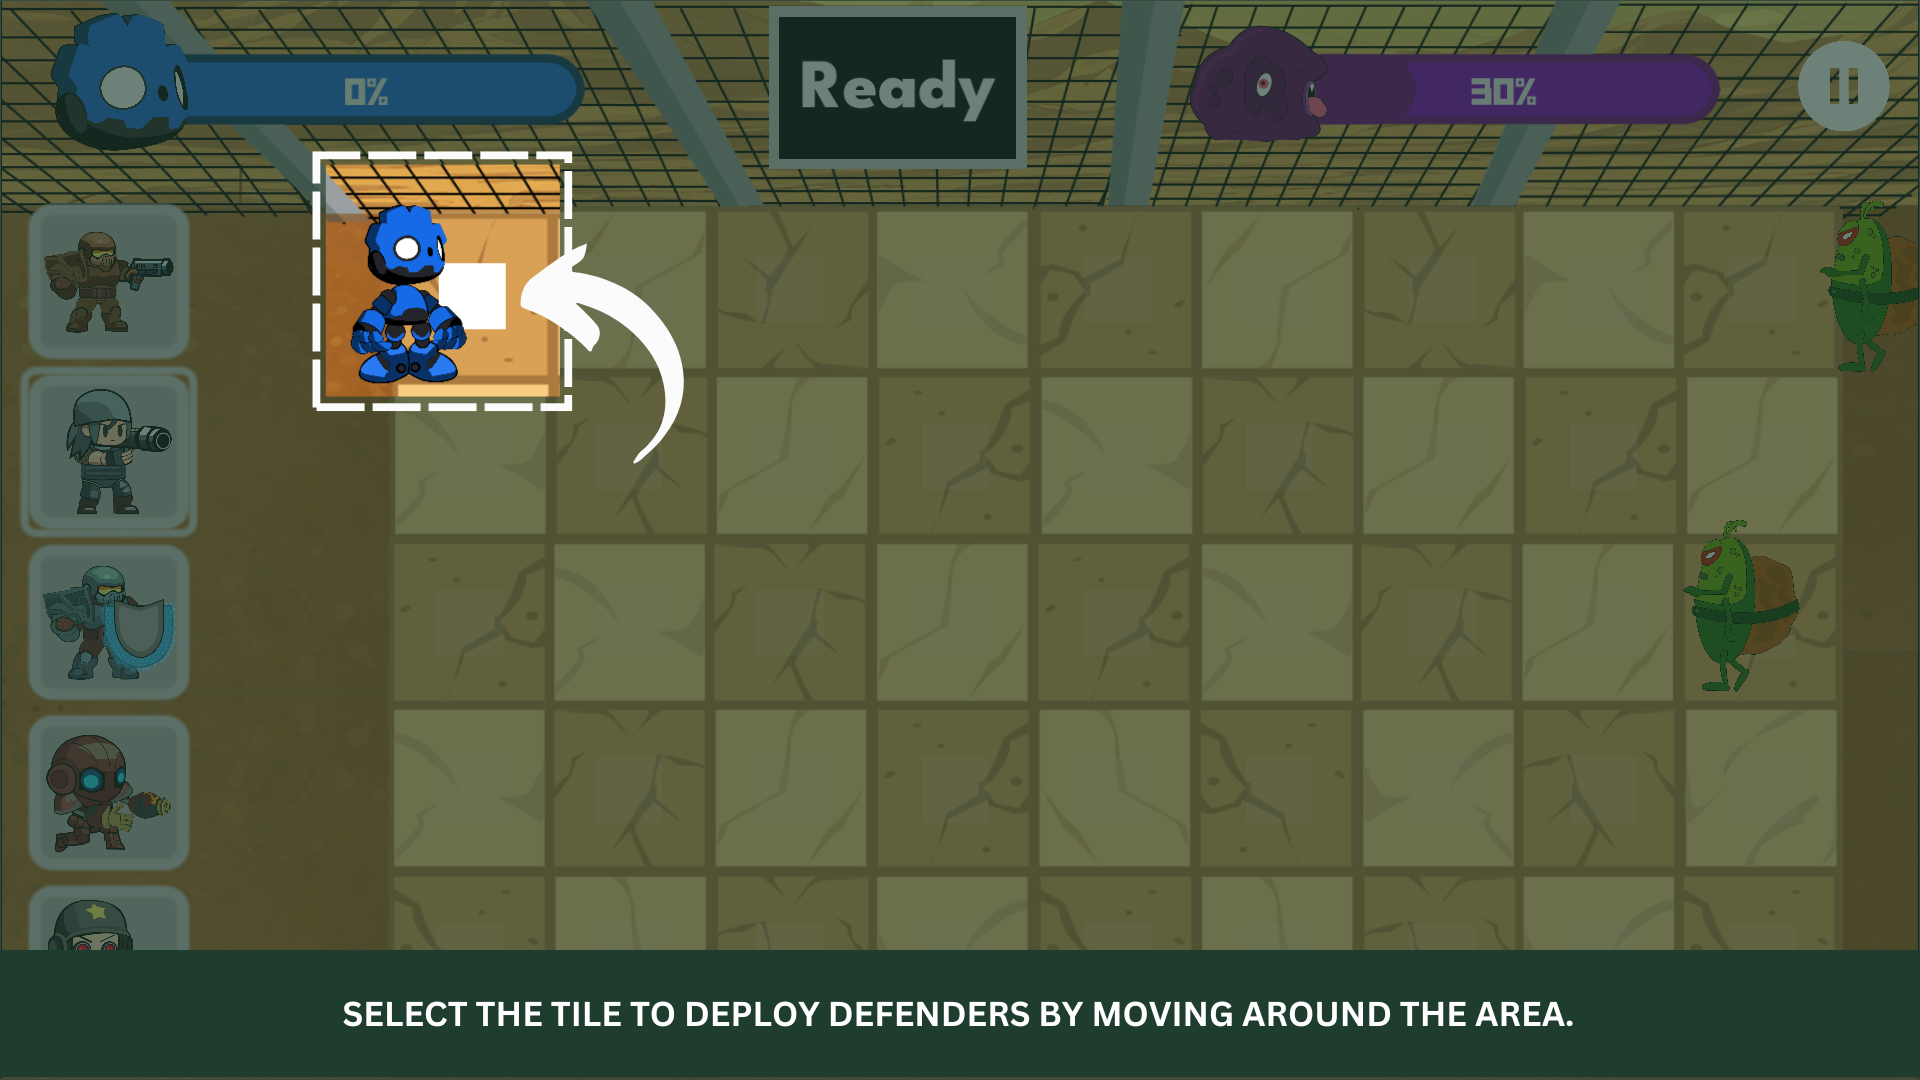 0%
Ready
30%
SELECT THE TILE TO DEPLOY DEFENDERS BY MOVING AROUND THE AREA.